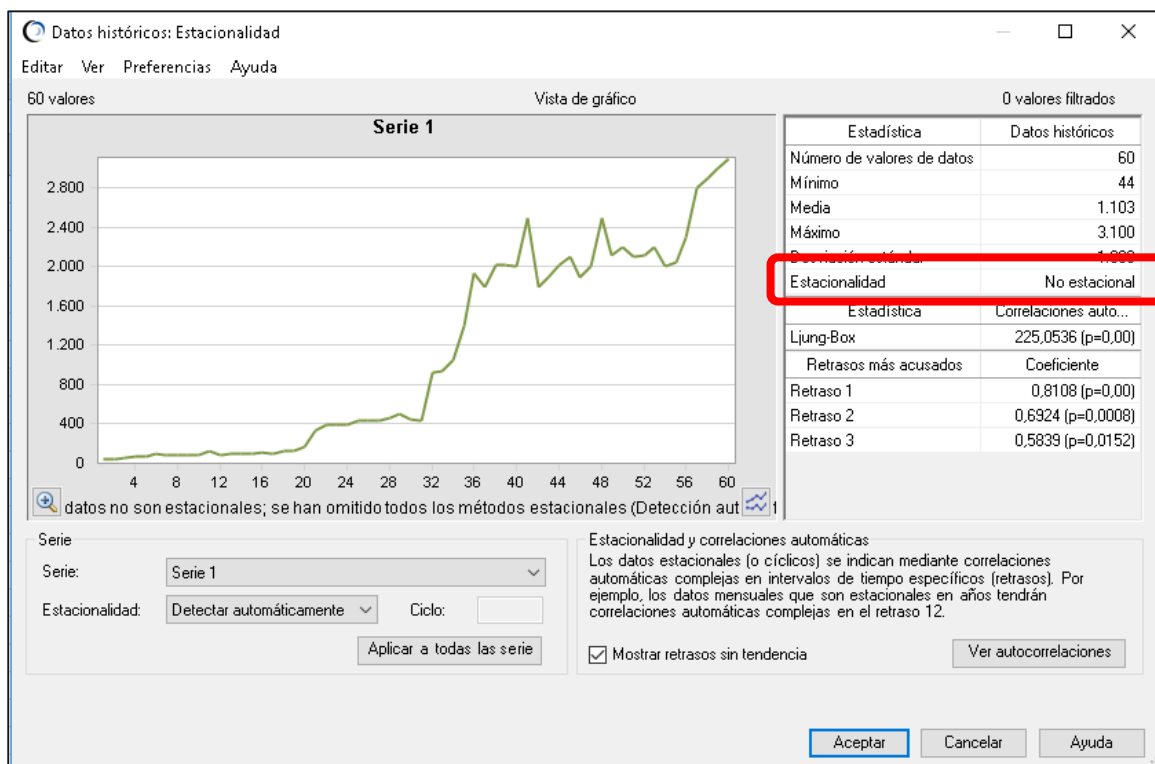 Datos históricos: Estacionalidad
Editar Ver Preferencias Ayuda
60 valores Vista de gráfico 0 valores filtrados
Serie 1
2.800
2.400
2.000
1.600
1.200
800
400
0
4 8 12 16 20 24 28 32 36 40 44 48 52 56 60
datos no son estacionales; se han omitido todos los métodos estacionales (Detección aut
Estadística Datos históricos
Número de valores de datos 60
Mínimo 44
Media 1.103
Máximo 3.100
Estacionalidad No estacional
Estadística Correlaciones auto...
Ljung-Box 225,0536 (p=0,00)
Retrasos más acusados Coeficiente
Retraso 1 0,8108 (p=0,00)
Retraso 2 0,6924 (p=0,0008)
Retraso 3 0,5839 (p=0,0152)
Serie
Serie: Serie 1
Estacionalidad: Detectar automáticamente Ciclo:
Aplicar a todas las serie
Estacionalidad y correlaciones automáticas
Los datos estacionales (o cíclicos) se indican mediante correlaciones
automáticas complejas en intervalos de tiempo específicos (retrasos). Por
ejemplo, los datos mensuales que son estacionales en años tendrán
correlaciones automáticas complejas en el retraso 12.
Mostrar retrasos sin tendencia Ver autocorrelaciones
Aceptar Cancelar Ayuda